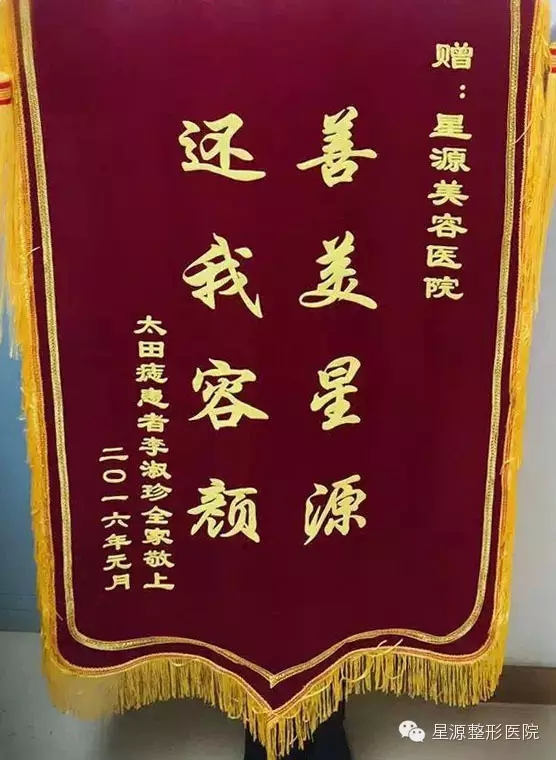 赠：星源美容医院
善美星源
还我容颜
太田痣患者李淑珍全家敬上
二〇一六年元月
星源整形医院